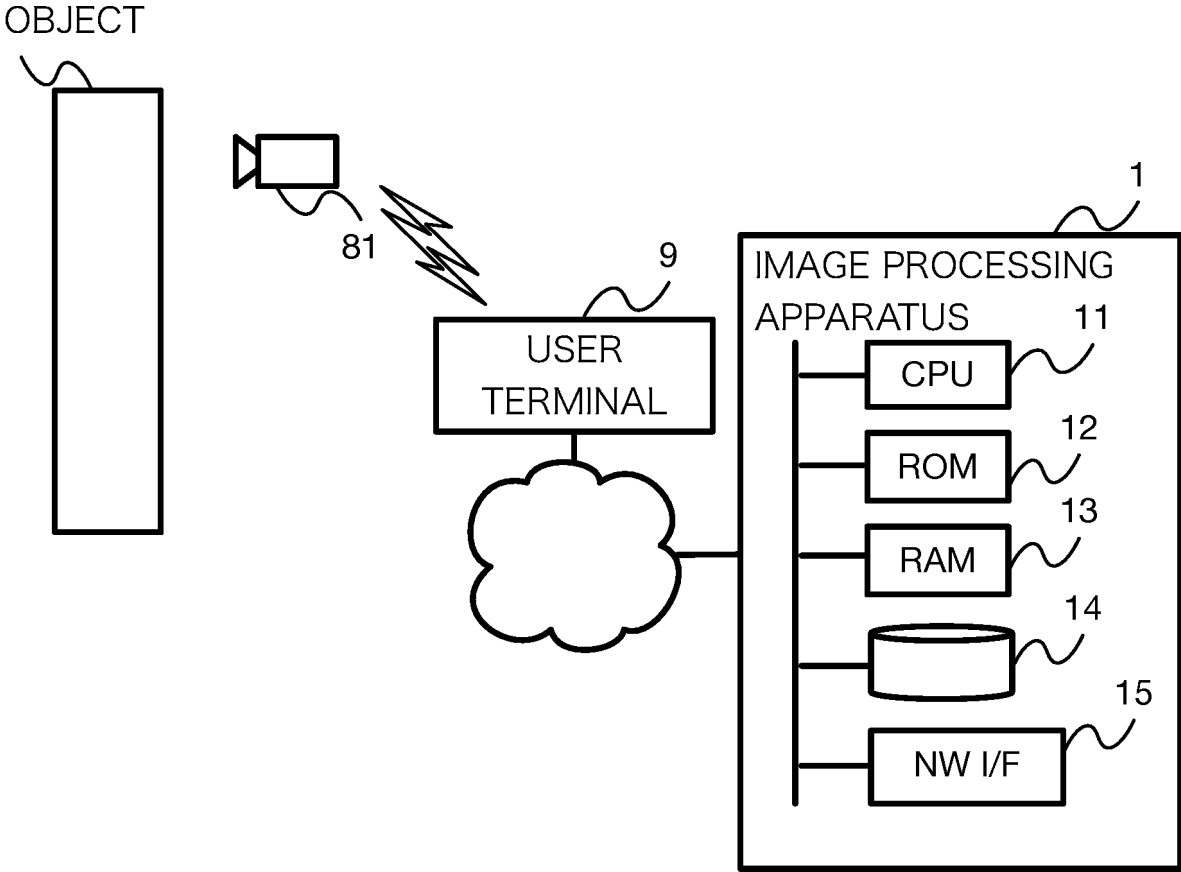 OBJECT
81
9
USER
TERMINAL
1
IMAGE PROCESSING
APPARATUS
11
CPU
12
ROM
13
RAM
14
15
NW I/F